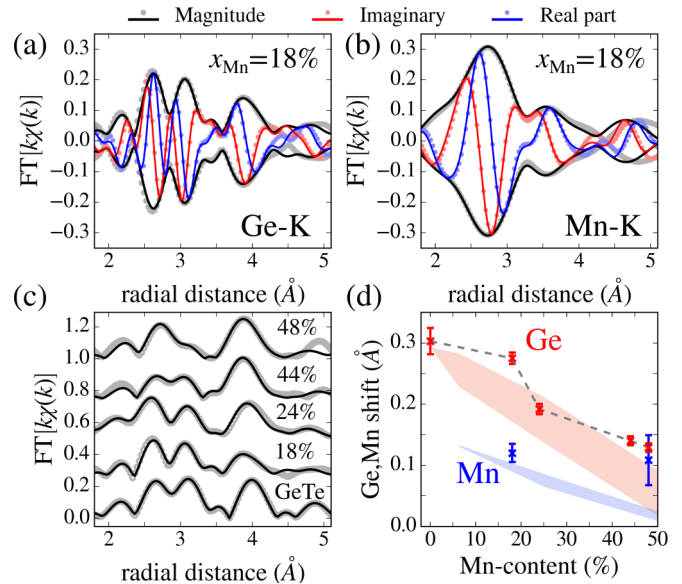 Magnitude Imaginary Real part
(a) (b)
x_Mn=18% x_Mn=18%
0.3 0.3
0.2 0.2
0.1 0.1
0.0 0.0
−0.1 −0.1
−0.2 −0.2
−0.3 −0.3
FT[kχ(k)] FT[kχ(k)]
Ge-K Mn-K
2 3 4 5 2 3 4 5
radial distance (Å) radial distance (Å)
(c)
1.2
1.0
0.8
0.6
0.4
0.2
0.0
FT[kχ(k)]
48%
44%
24%
18%
GeTe
2 3 4 5
radial distance (Å)
(d)
0.3
0.2
0.1
0.0
Ge,Mn shift (Å)
Ge
Mn
0 10 20 30 40 50
Mn-content (%)